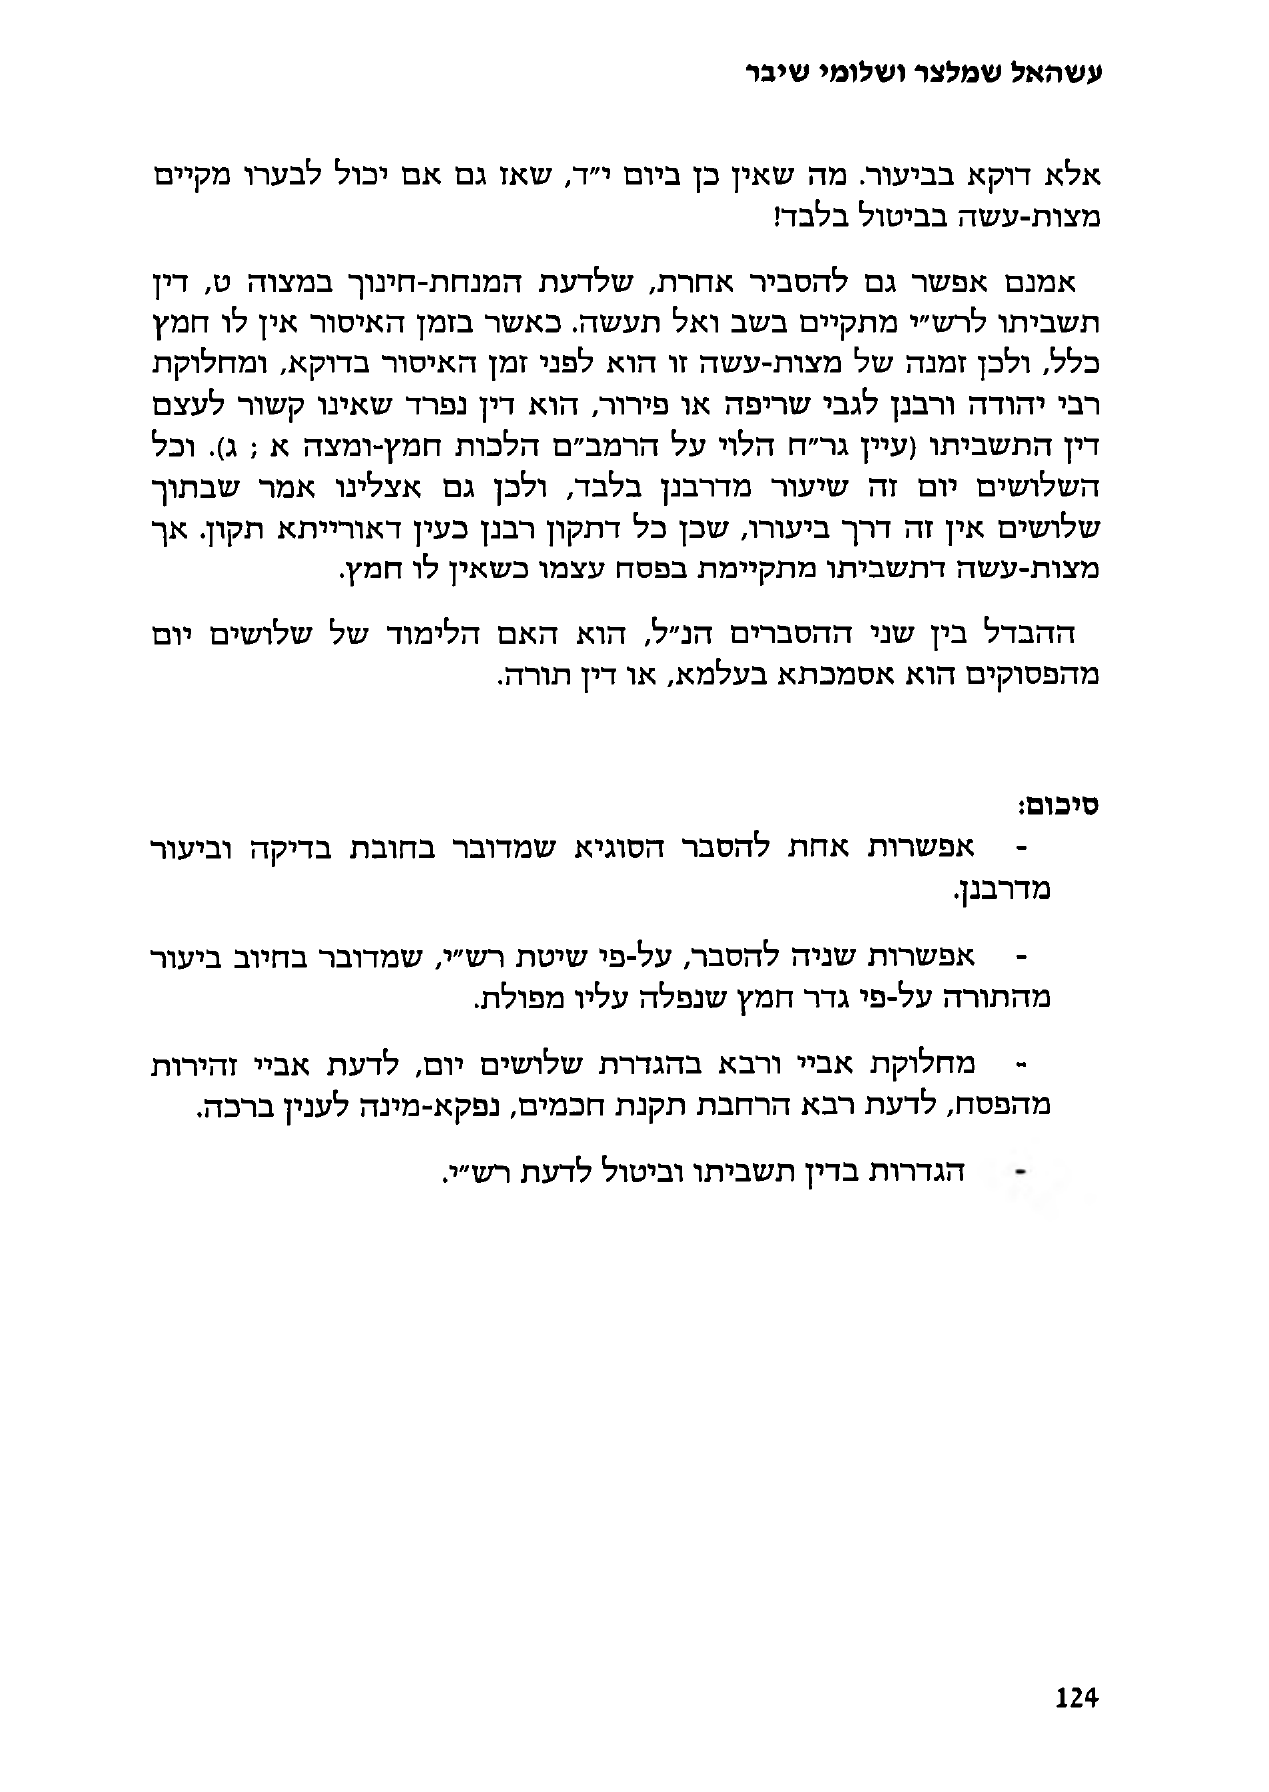 עשהאל שמלצר ושלומי שיבר
אלא דוקא בביעור. מה שאין כן ביום י״ד, שאז גם אם יכול לבערו מקיים
מצות-עשה בביטול בלבד!
אמנם אפשר גם להסביר אחרת, שלדעת המנחת-חינוך במצוה ט, דין
תשביתו לרש״י מתקיים בשב ואל תעשה. כאשר בזמן האיסור אין לו חמץ
כלל, ולכן זמנה של מצות-עשה זו הוא לפני זמן האיסור בדוקא, ומחלוקת
רבי יהודה ורבנן לגבי שריפה או פירור, הוא דין נפרד שאינו קשור לעצם
דין התשביתו (עיין גר״ח הלוי על הרמב״ם הלכות חמץ-ומצה א ; ג). וכל
השלושים יום זה שיעור מדרבנן בלבד, ולכן גם אצלינו אמר שבתוך
שלושים אין זה דרך ביעורו, שכן כל דתקון רבנן כעין דאורייתא תקון. אך
מצות-עשה דתשביתו מתקיימת בפסח עצמו כשאין לו חמץ.
ההבדל בין שני ההסברים הנ״ל, הוא האם הלימוד של שלושים יום
מהפסוקים הוא אסמכתא בעלמא, או דין תורה.
סיכום:
- אפשרות אחת להסבר הסוגיא שמדובר בחובת בדיקה וביעור
מדרבנן.
- אפשרות שניה להסבר, על-פי שיטת רש״י, שמדובר בחיוב ביעור
מהתורה על-פי גדר חמץ שנפלה עליו מפולת.
- מחלוקת אביי ורבא בהגדרת שלושים יום, לדעת אביי זהירות
מהפסח, לדעת רבא הרחבת תקנת חכמים, נפקא-מינה לענין ברכה.
- הגדרות בדין תשביתו וביטול לדעת רש״י.
124